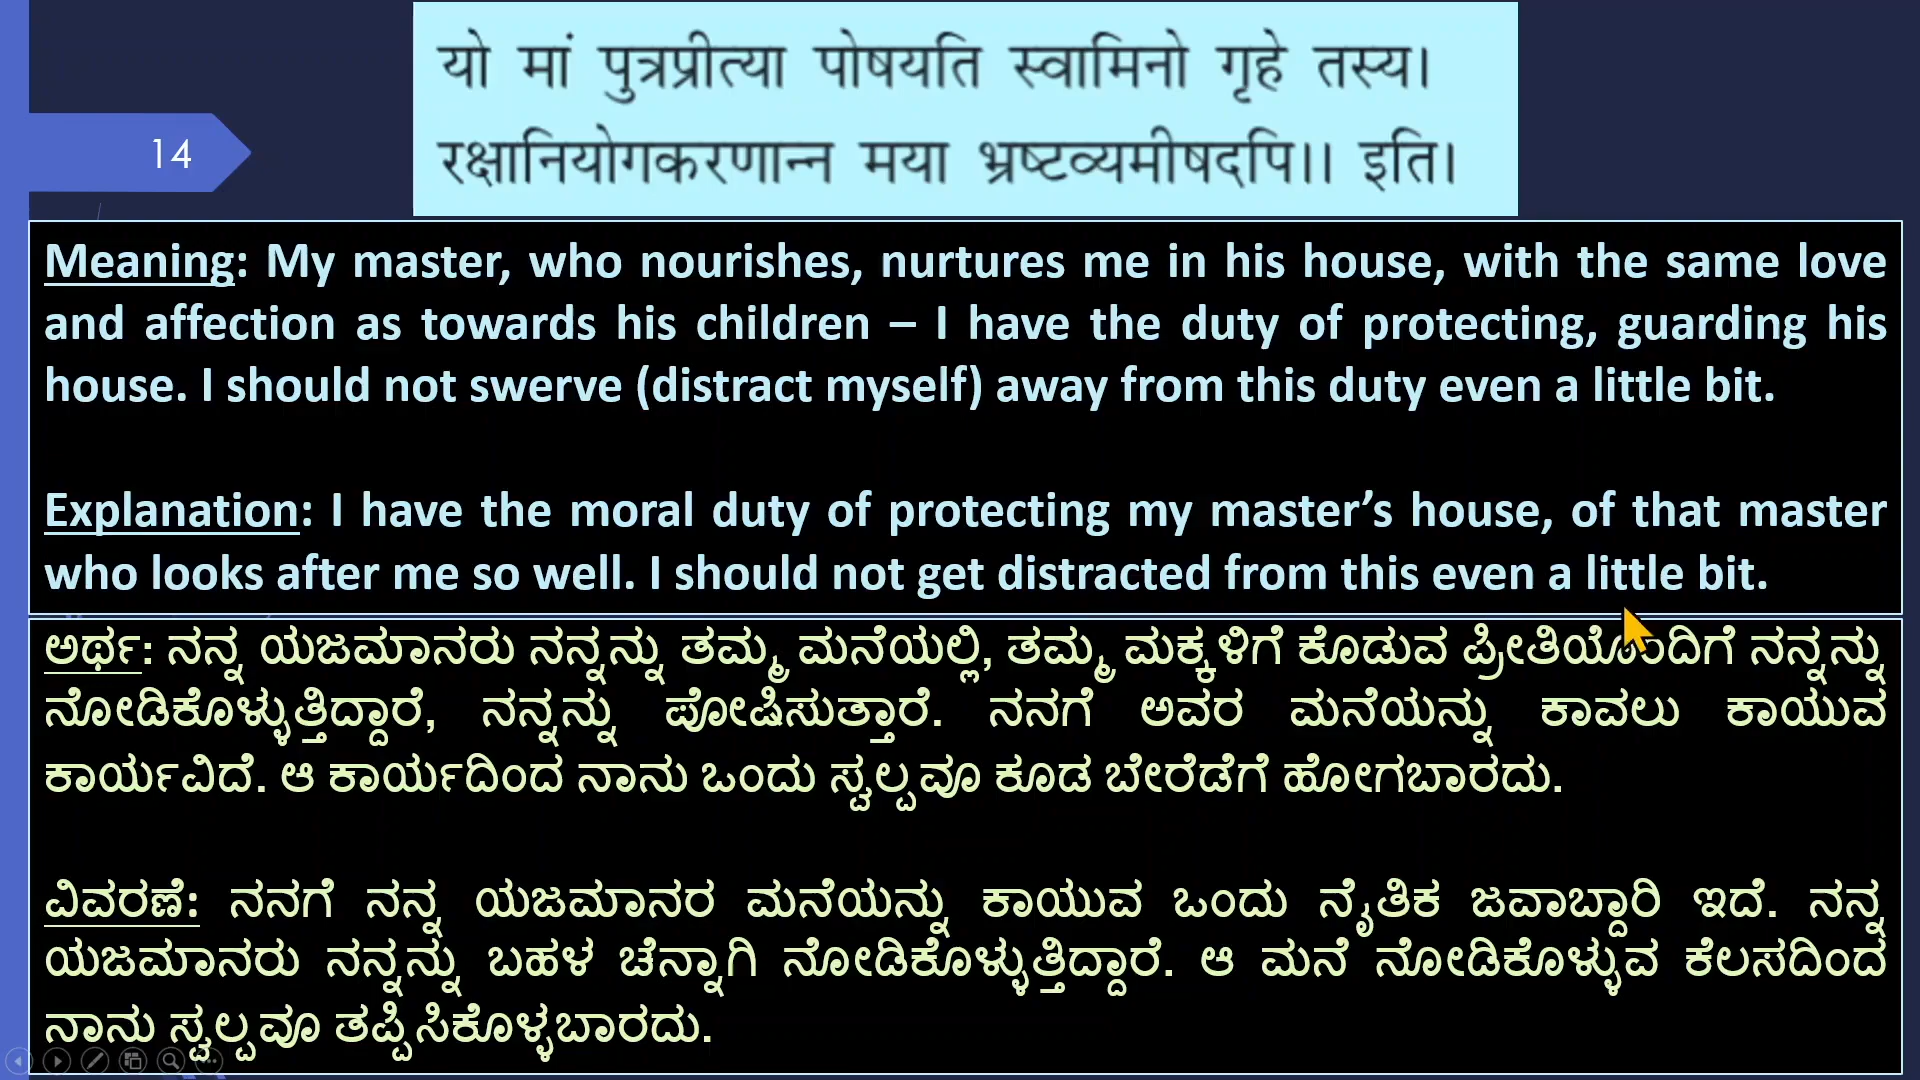 यो मां पुत्रप्रीत्या पोषयति स्वामिनो गृहे तस्य।
रक्षानियोगकरणान्न मया भ्रष्टव्यमीषदपि।। इति।
14
Meaning: My master, who nourishes, nurtures me in his house, with the same love
and affection as towards his children – I have the duty of protecting, guarding his
house. I should not swerve (distract myself) away from this duty even a little bit.
Explanation: I have the moral duty of protecting my master’s house, of that master
who looks after me so well. I should not get distracted from this even a little bit.
ಅರ್ಥ: ನನ್ನ ಯಜಮಾನರು ನನ್ನನ್ನು ತಮ್ಮ ಮನೆಯಲ್ಲಿ, ತಮ್ಮ ಮಕ್ಕಳಿಗೆ ಕೊಡುವ ಪ್ರೀತಿಯೊಂದಿಗೆ ನನ್ನನ್ನು
ನೋಡಿಕೊಳ್ಳುತ್ತಿದ್ದಾರೆ, ನನ್ನನ್ನು ಪೋಷಿಸುತ್ತಾರೆ. ನನಗೆ ಅವರ ಮನೆಯನ್ನು ಕಾವಲು ಕಾಯುವ
ಕಾರ್ಯವಿದೆ. ಆ ಕಾರ್ಯದಿಂದ ನಾನು ಒಂದು ಸ್ವಲ್ಪವೂ ಕೂಡ ಬೇರೆಡೆಗೆ ಹೋಗಬಾರದು.
ವಿವರಣೆ: ನನಗೆ ನನ್ನ ಯಜಮಾನರ ಮನೆಯನ್ನು ಕಾಯುವ ಒಂದು ನೈತಿಕ ಜವಾಬ್ದಾರಿ ಇದೆ. ನನ್ನ
ಯಜಮಾನರು ನನ್ನನ್ನು ಬಹಳ ಚೆನ್ನಾಗಿ ನೋಡಿಕೊಳ್ಳುತ್ತಿದ್ದಾರೆ. ಆ ಮನೆ ನೋಡಿಕೊಳ್ಳುವ ಕೆಲಸದಿಂದ
ನಾನು ಸ್ವಲ್ಪವೂ ತಪ್ಪಿಸಿಕೊಳ್ಳಬಾರದು.